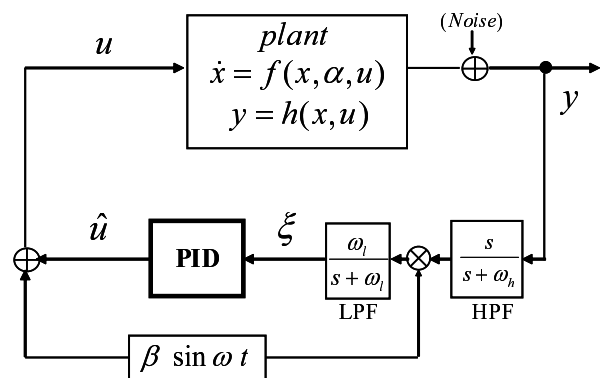 (Noise)
u
plant
ẋ = f(x,α,u)
y = h(x,u)
y
û
PID
ξ
ω_l
s + ω_l
LPF
s
s + ω_h
HPF
β sin ω t